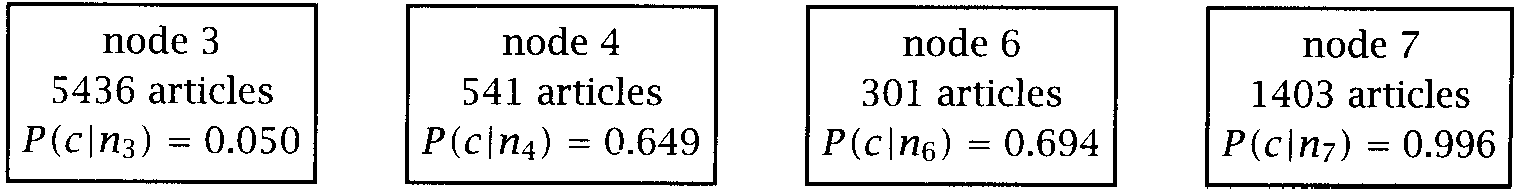 node 3
5436 articles
P(c|n₃) = 0.050
node 4
541 articles
P(c|n₄) = 0.649
node 6
301 articles
P(c|n₆) = 0.694
node 7
1403 articles
P(c|n₇) = 0.996